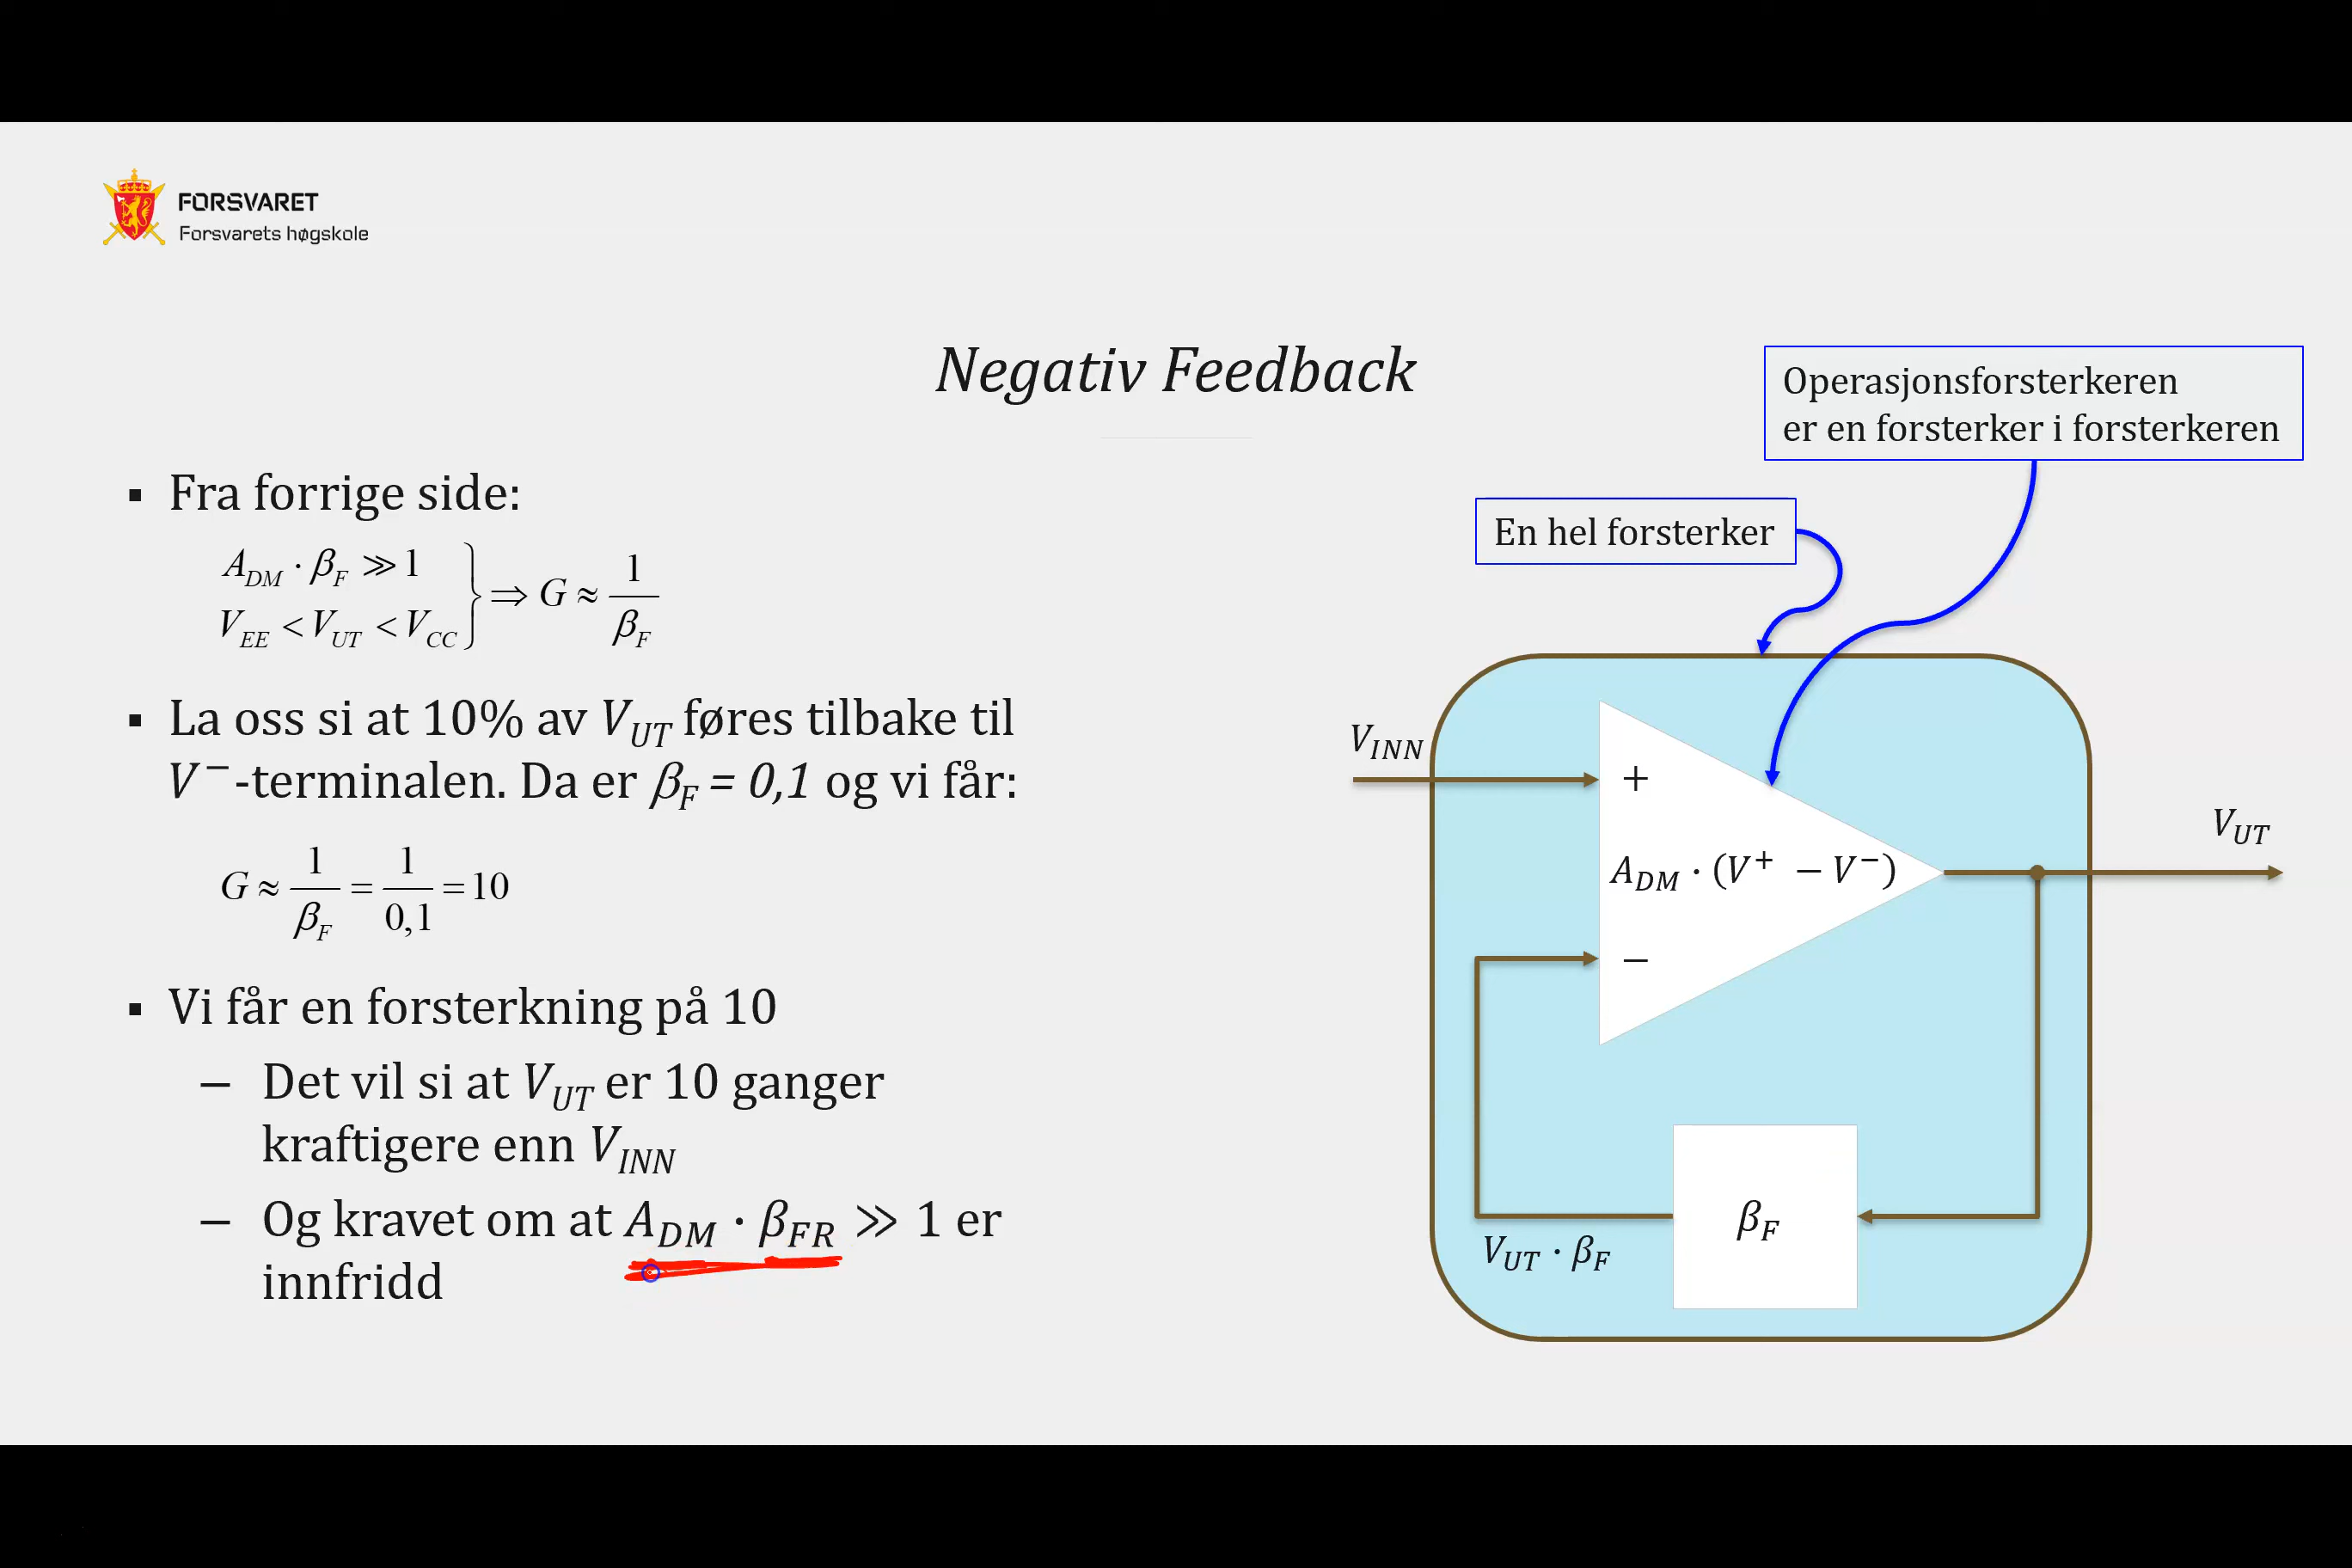 FORSVARET
Forsvarets høgskole
Negativ Feedback
Operasjonsforsterkeren
er en forsterker i forsterkeren
En hel forsterker
▪ Fra forrige side:
A_DM · β_F ≫ 1
V_EE < V_UT < V_CC } ⇒ G ≈ 1/β_F
▪ La oss si at 10% av V_UT føres tilbake til
V⁻-terminalen. Da er β_F = 0,1 og vi får:
G ≈ 1/β_F = 1/0,1 = 10
▪ Vi får en forsterkning på 10
– Det vil si at V_UT er 10 ganger
kraftigere enn V_INN
– Og kravet om at A_DM · β_FR ≫ 1 er
innfridd
V_INN
+
A_DM · (V⁺ − V⁻)
−
V_UT
β_F
V_UT · β_F